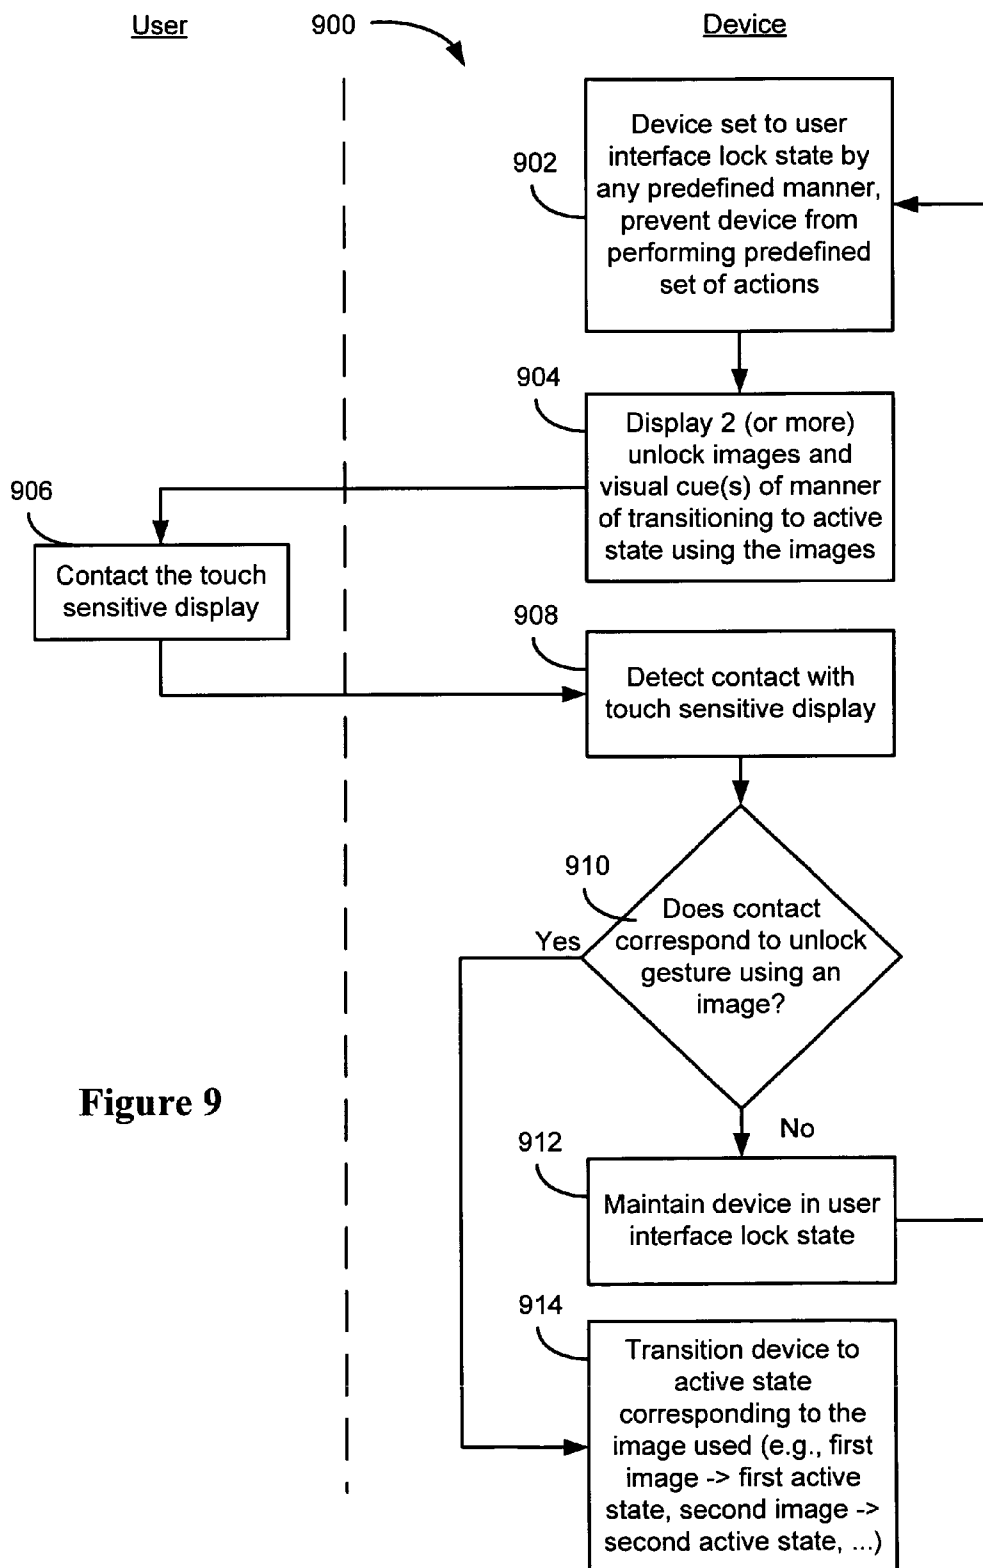 User
900
Device
902
Device set to user
interface lock state by
any predefined manner,
prevent device from
performing predefined
set of actions
904
Display 2 (or more)
unlock images and
visual cue(s) of manner
of transitioning to active
state using the images
906
Contact the touch
sensitive display
908
Detect contact with
touch sensitive display
910
Does contact
correspond to unlock
gesture using an
image?
Yes
No
Figure 9
912
Maintain device in user
interface lock state
914
Transition device to
active state
corresponding to the
image used (e.g., first
image -> first active
state, second image ->
second active state, ...)